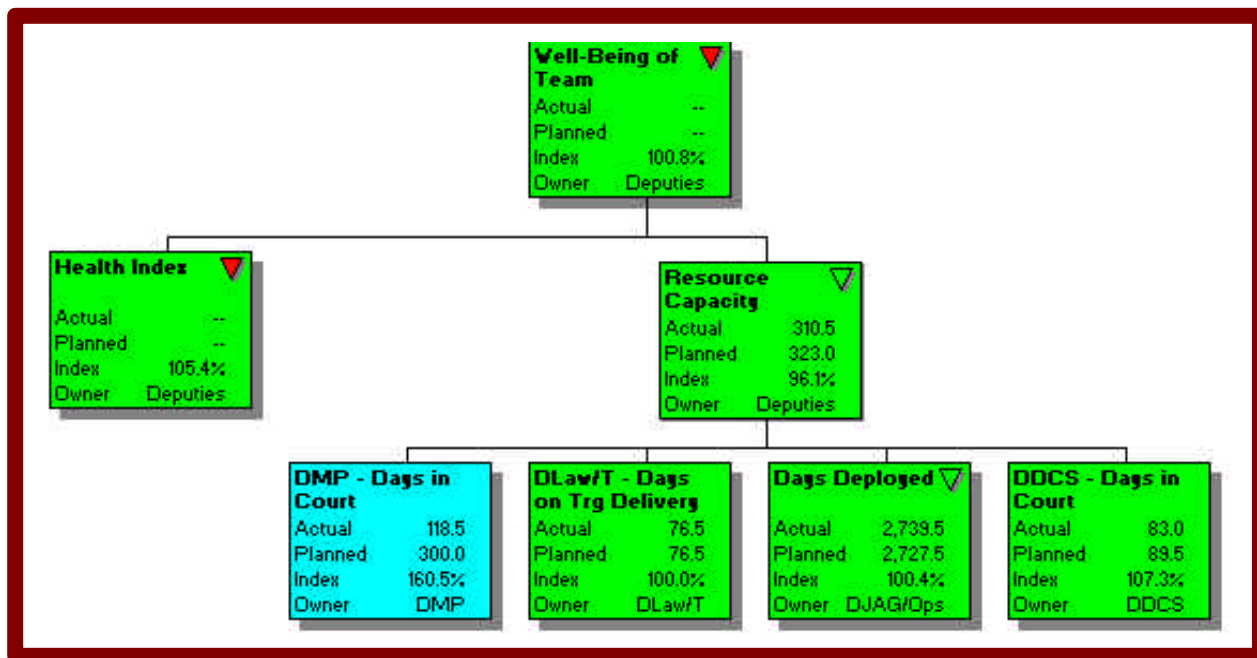 Well-Being of
Team
Actual --
Planned --
Index 100.8%
Owner Deputies
Health Index
Actual --
Planned --
Index 105.4%
Owner Deputies
Resource
Capacity
Actual 310.5
Planned 323.0
Index 96.1%
Owner Deputies
DMP - Days in
Court
Actual 118.5
Planned 300.0
Index 160.5%
Owner DMP
DLaw/T - Days
on Trg Delivery
Actual 76.5
Planned 76.5
Index 100.0%
Owner DLaw/T
Days Deployed
Actual 2,739.5
Planned 2,727.5
Index 100.4%
Owner DJAG/Ops
DDCS - Days in
Court
Actual 83.0
Planned 89.5
Index 107.3%
Owner DDCS